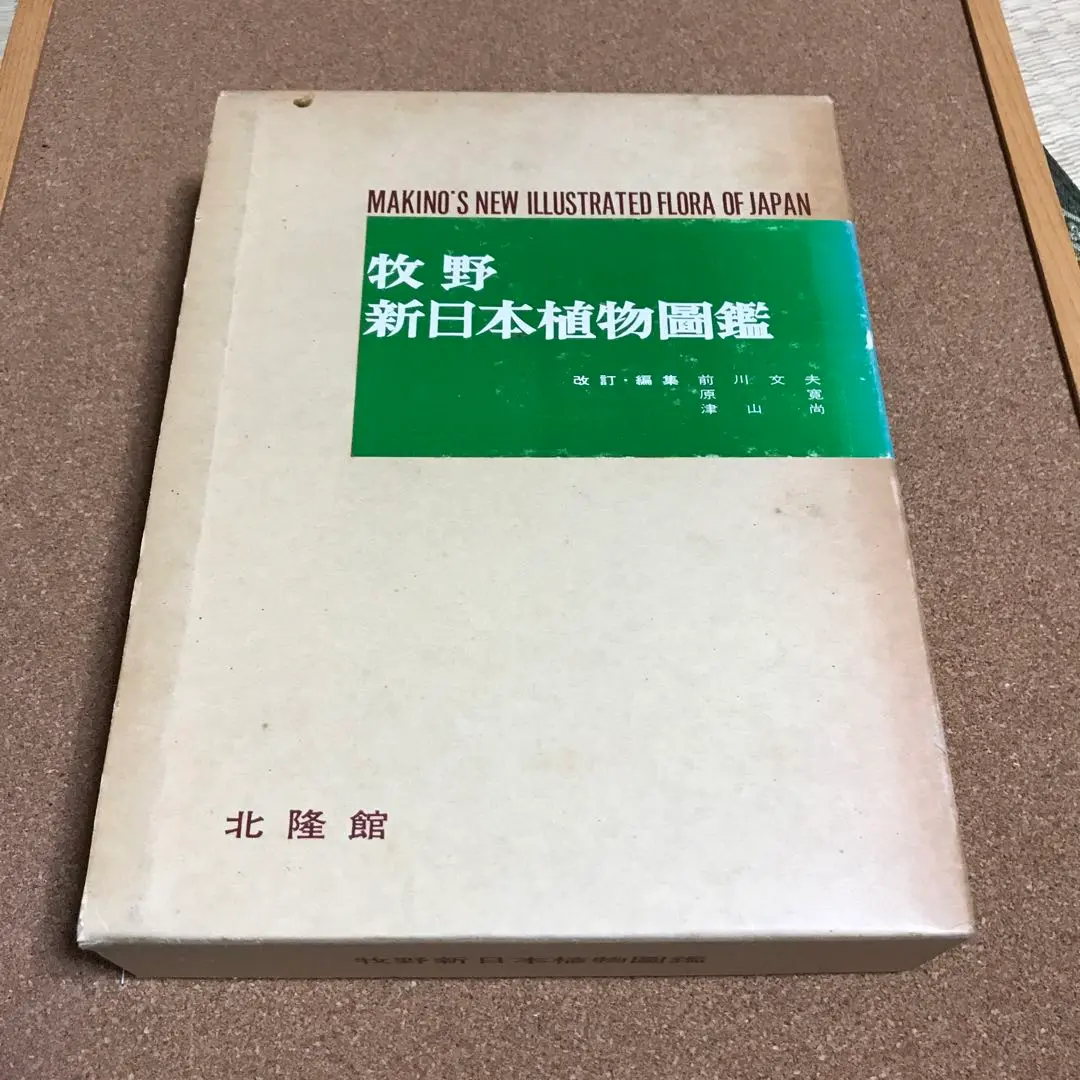 MAKINO'S NEW ILLUSTRATED FLORA OF JAPAN
牧野
新日本植物圖鑑
改訂・編集 前川文夫
原寛
津山尚
北隆館
牧野新日本植物圖鑑